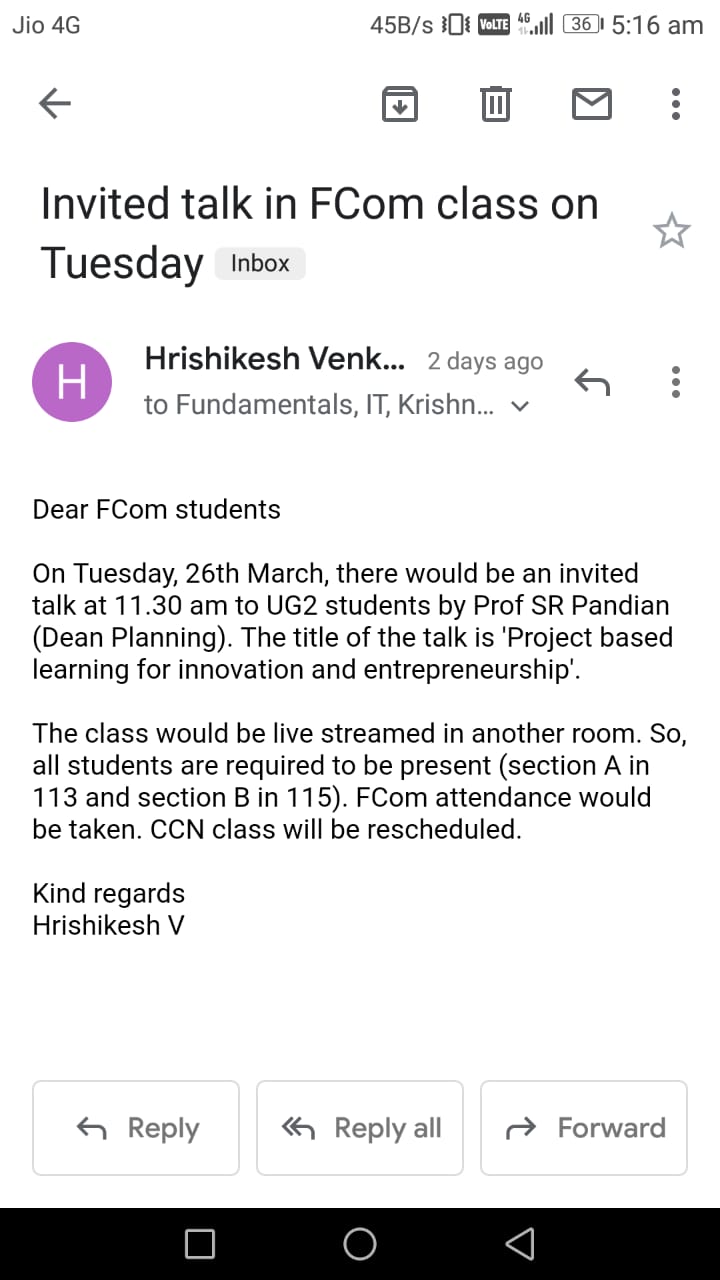 Jio 4G 45B/s VoLTE 4G 36 5:16 am
Invited talk in FCom class on
Tuesday Inbox
H
Hrishikesh Venk... 2 days ago
to Fundamentals, IT, Krishn...
Dear FCom students
On Tuesday, 26th March, there would be an invited
talk at 11.30 am to UG2 students by Prof SR Pandian
(Dean Planning). The title of the talk is 'Project based
learning for innovation and entrepreneurship'.
The class would be live streamed in another room. So,
all students are required to be present (section A in
113 and section B in 115). FCom attendance would
be taken. CCN class will be rescheduled.
Kind regards
Hrishikesh V
Reply Reply all Forward